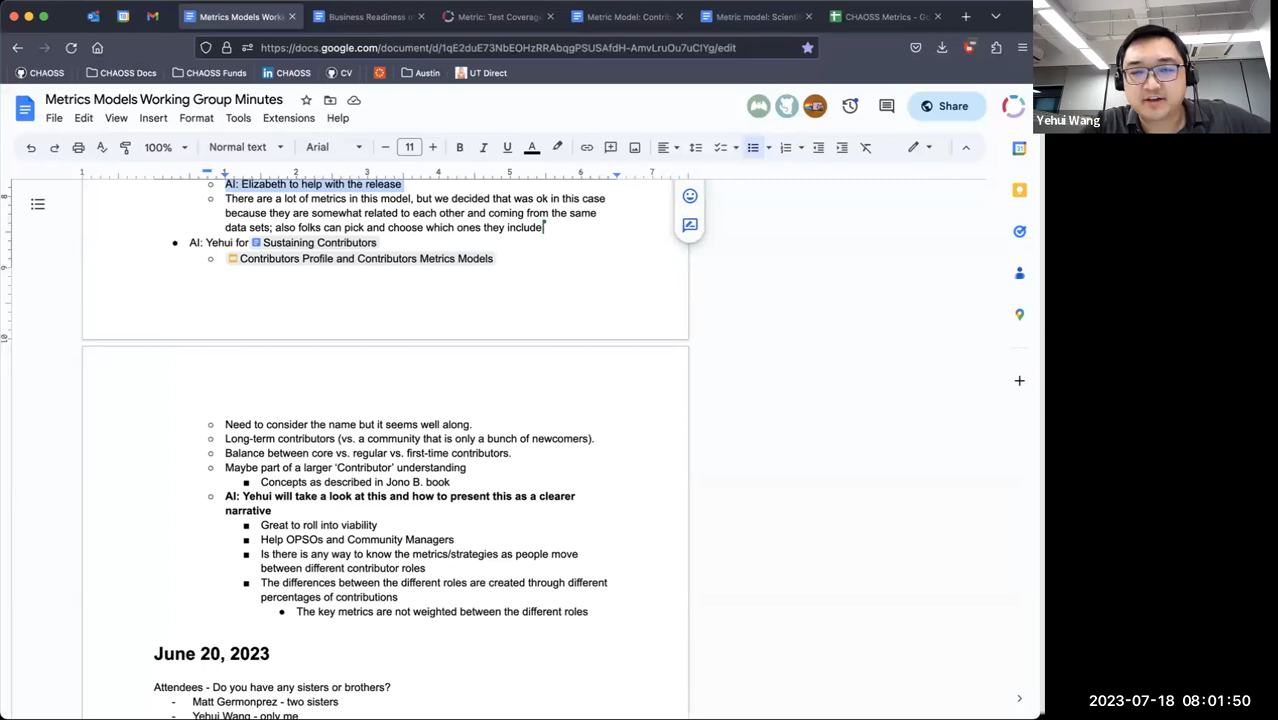 Metrics Models Worki
Business Readiness
Metric: Test Coverag
Metric Model: Contrib
Metric model: Scienti
CHAOSS Metrics - Go
https://docs.google.com/document/d/1qE2duE73NbEOHzRRAbqgPSUSAfdH-AmvLruOu7uCIYg/edit
CHAOSS
CHAOSS Docs
CHAOSS Funds
CHAOSS
CV
Austin
UT Direct
Yehui Wang
Metrics Models Working Group Minutes
File Edit View Insert Format Tools Extensions Help
Share
100% Normal text Arial 11
1 2 3 4 5 6 7
AI: Elizabeth to help with the release
There are a lot of metrics in this model, but we decided that was ok in this case
because they are somewhat related to each other and coming from the same
data sets; also folks can pick and choose which ones they include
AI: Yehui for Sustaining Contributors
Contributors Profile and Contributors Metrics Models
Need to consider the name but it seems well along.
Long-term contributors (vs. a community that is only a bunch of newcomers).
Balance between core vs. regular vs. first-time contributors.
Maybe part of a larger ‘Contributor’ understanding
Concepts as described in Jono B. book
AI: Yehui will take a look at this and how to present this as a clearer
narrative
Great to roll into viability
Help OPSOs and Community Managers
Is there is any way to know the metrics/strategies as people move
between different contributor roles
The differences between the different roles are created through different
percentages of contributions
The key metrics are not weighted between the different roles
June 20, 2023
Attendees - Do you have any sisters or brothers?
- Matt Germonprez - two sisters
- Yehui Wang - only me
2023-07-18 08:01:50